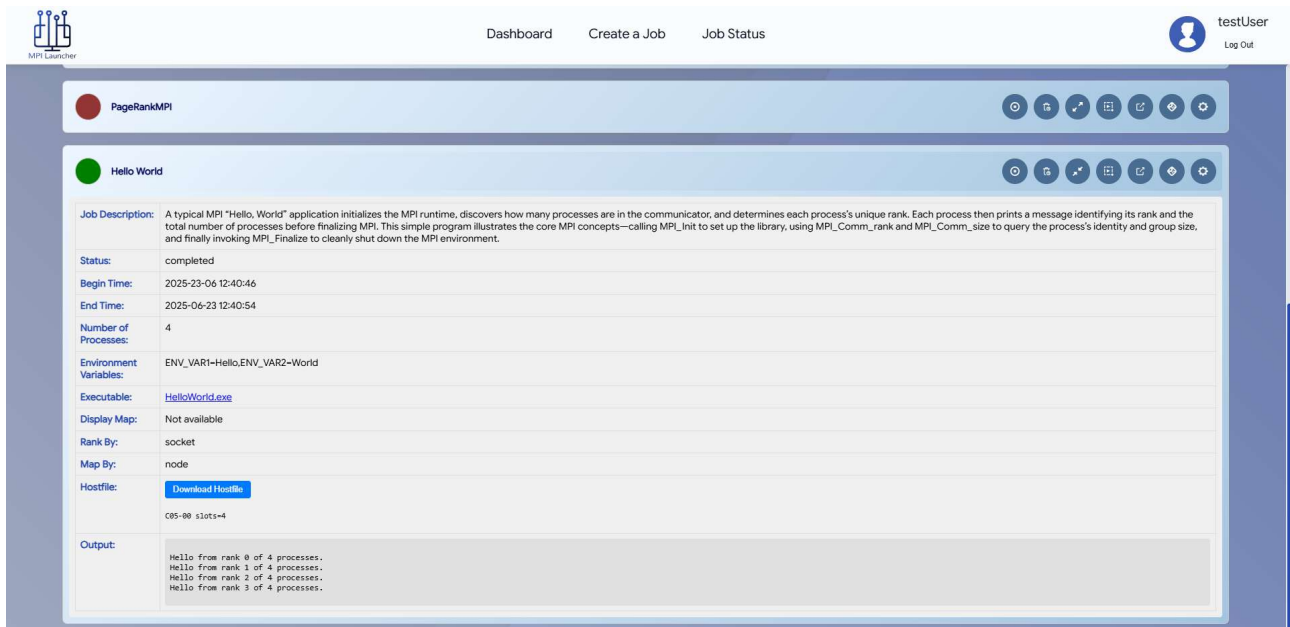 MPI Launcher
Dashboard Create a Job Job Status
testUser
Log Out
PageRankMPI
Hello World
Job Description: A typical MPI “Hello, World” application initializes the MPI runtime, discovers how many processes are in the communicator, and determines each process’s unique rank. Each process then prints a message identifying its rank and the
total number of processes before finalizing MPI. This simple program illustrates the core MPI concepts—calling MPI_Init to set up the library, using MPI_Comm_rank and MPI_Comm_size to query the process’s identity and group size,
and finally invoking MPI_Finalize to cleanly shut down the MPI environment.
Status: completed
Begin Time: 2025-23-06 12:40:46
End Time: 2025-06-23 12:40:54
Number of 4
Processes:
Environment ENV_VAR1=Hello,ENV_VAR2=World
Variables:
Executable: HelloWorld.exe
Display Map: Not available
Rank By: socket
Map By: node
Hostfile: Download Hostfile
C05-00 slots=4
Output:
Hello from rank 0 of 4 processes.
Hello from rank 1 of 4 processes.
Hello from rank 2 of 4 processes.
Hello from rank 3 of 4 processes.